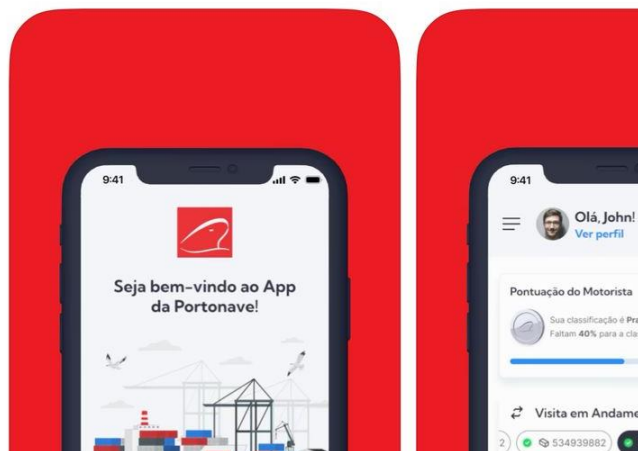 9:41
Seja bem-vindo ao App
da Portonave!
9:41
Olá, John!
Ver perfil
Pontuação do Motorista
Sua classificação é
Faltam 40% para a
Visita em
2
534939882